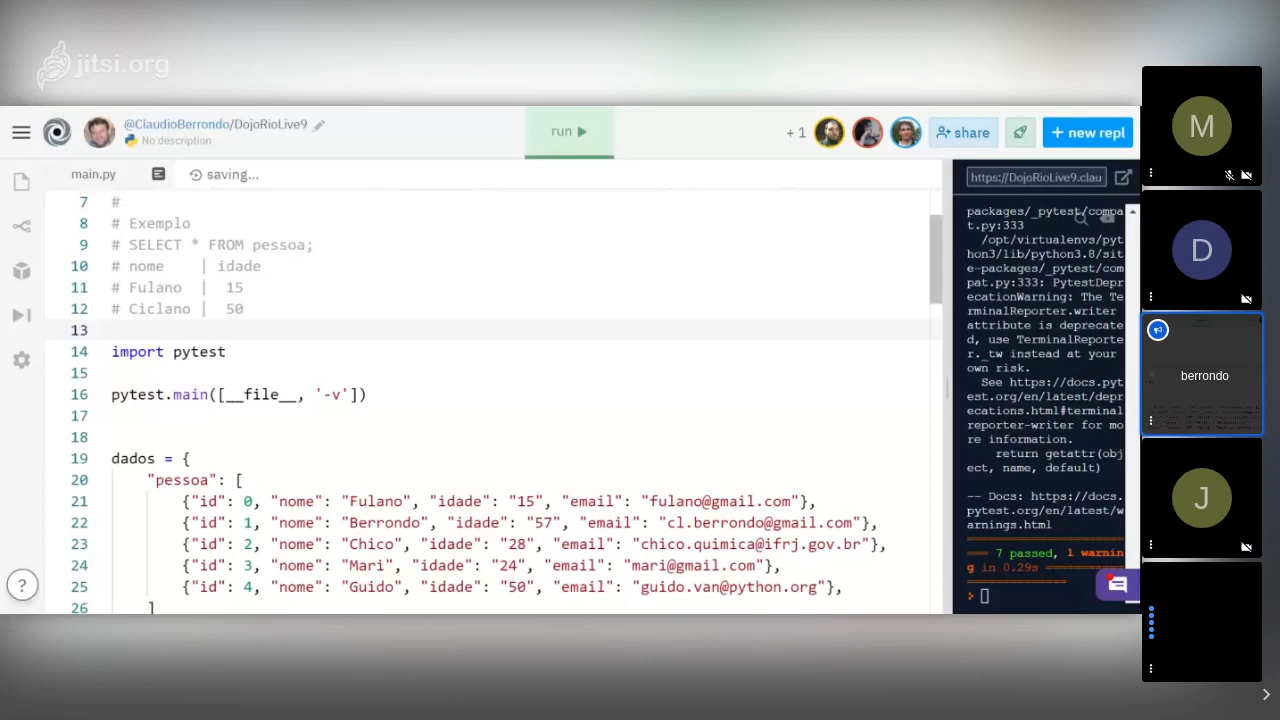 jitsi.org
@ClaudioBerrondo/DojoRioLive9
No description
run
+ 1
share
+ new repl
main.py
saving...
https://DojoRioLive9.clau
7 #
8 # Exemplo
9 # SELECT * FROM pessoa;
10 # nome | idade
11 # Fulano | 15
12 # Ciclano | 50
13
14 import pytest
15
16 pytest.main([__file__, '-v'])
17
18
19 dados = {
20 "pessoa": [
21 {"id": 0, "nome": "Fulano", "idade": "15", "email": "fulano@gmail.com"},
22 {"id": 1, "nome": "Berrondo", "idade": "57", "email": "cl.berrondo@gmail.com"},
23 {"id": 2, "nome": "Chico", "idade": "28", "email": "chico.quimica@ifrj.gov.br"},
24 {"id": 3, "nome": "Mari", "idade": "24", "email": "mari@gmail.com"},
25 {"id": 4, "nome": "Guido", "idade": "50", "email": "guido.van@python.org"},
26 ]
?
packages/_pytest/compa
t.py:333
/opt/virtualenvs/pyt
hon3/lib/python3.8/sit
e-packages/_pytest/com
pat.py:333: PytestDepr
ecationWarning: The Te
rminalReporter.writer
attribute is deprecate
d, use TerminalReporte
r._tw instead at your
own risk.
See https://docs.pyt
est.org/en/latest/depr
ecations.html#terminal
reporter-writer for mo
re information.
return getattr(obj
ect, name, default)
-- Docs: https://docs.
pytest.org/en/latest/w
arnings.html
=== 7 passed, 1 warnin
g in 0.29s
>
M
D
berrondo
J